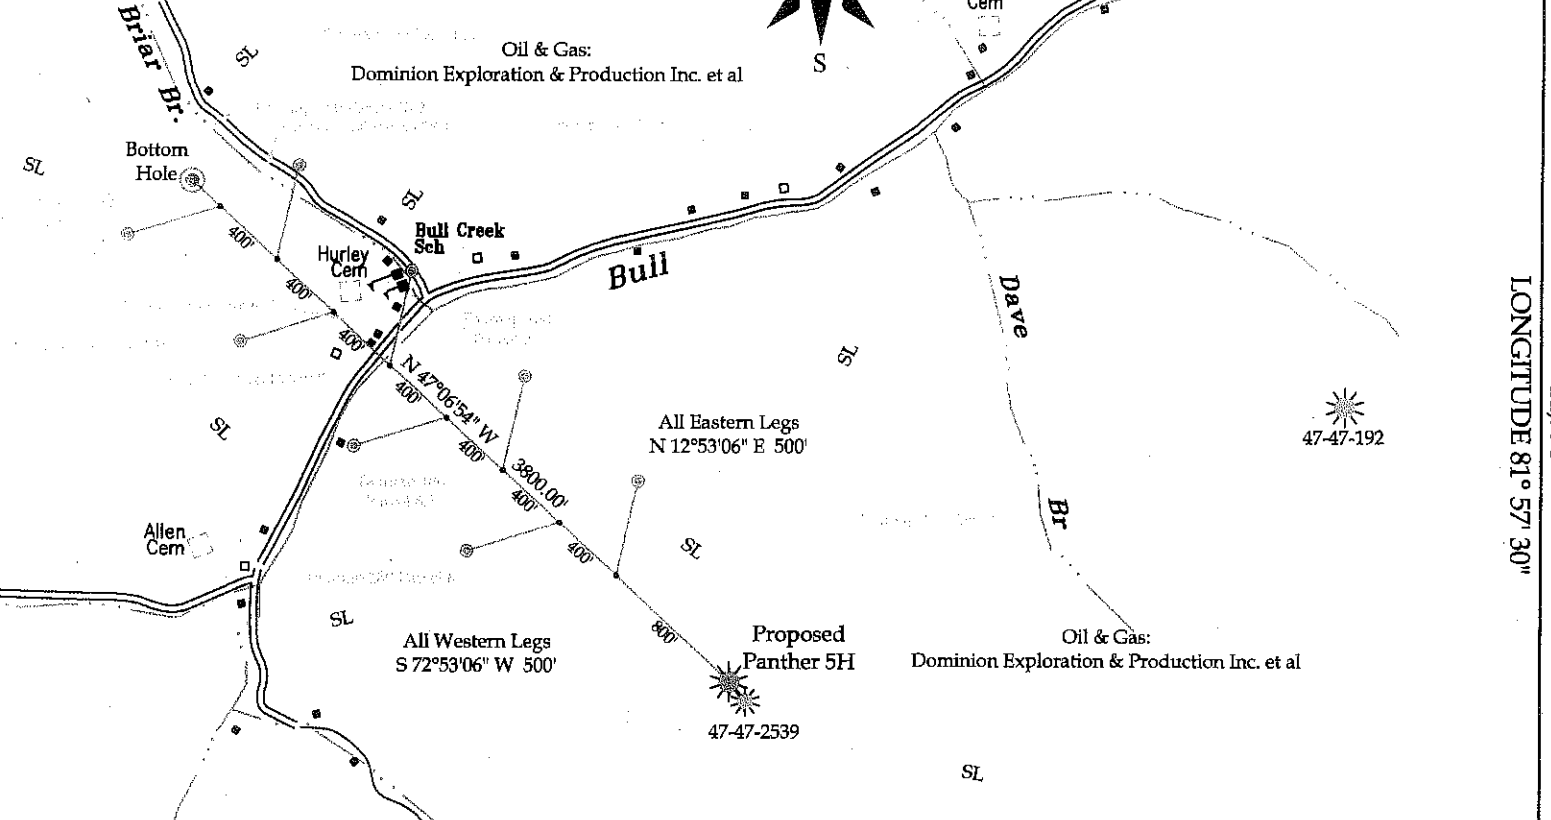 Cem
Briar Br.
SL
Oil & Gas:
Dominion Exploration & Production Inc. et al
S
Bottom
Hole
SL
SL
Bull Creek
Sch
Hurley
Cem
400'
400'
400'
Bull
Dave
LONGITUDE 81° 57' 30"
SL
N 47°06'54" W
400'
SL
400'
All Eastern Legs
N 12°53'06" E 500'
47-47-192
3800.00'
400'
Br
Allen
Cem
400'
SL
SL
All Western Legs
S 72°53'06" W 500'
800'
Proposed
Panther 5H
Oil & Gas:
Dominion Exploration & Production Inc. et al
47-47-2539
SL